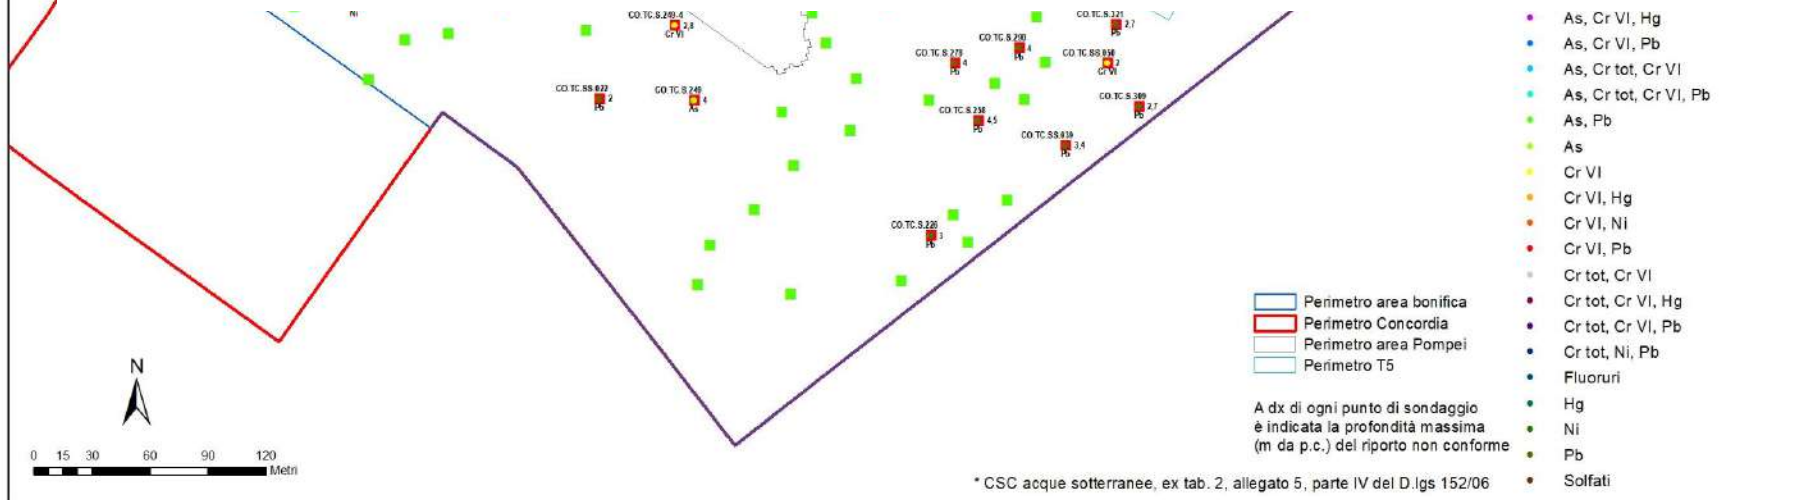 Ni
CO.TC.S.249-4
2,8
Cr VI
CO.TC.S.321
2,7
Pb
CO.TC.S.290
4
Pb
CO.TC.S.278
4
Pb
CO.TC.SS.050
2
Cr VI
CO.TC.SS.022
2
Pb
CO.TC.S.249
4
As
CO.TC.S.309
2,7
Pb
CO.TC.S.258
4,5
Pb
CO.TC.SS.039
3,4
Pb
CO.TC.S.226
3
Pb
As, Cr VI, Hg
As, Cr VI, Pb
As, Cr tot, Cr VI
As, Cr tot, Cr VI, Pb
As, Pb
As
Cr VI
Cr VI, Hg
Cr VI, Ni
Cr VI, Pb
Cr tot, Cr VI
Cr tot, Cr VI, Hg
Cr tot, Cr VI, Pb
Cr tot, Ni, Pb
Fluoruri
Hg
Ni
Pb
Solfati
Perimetro area bonifica
Perimetro Concordia
Perimetro area Pompei
Perimetro T5
A dx di ogni punto di sondaggio
è indicata la profondità massima
(m da p.c.) del riporto non conforme
N
0 15 30 60 90 120
Metri
* CSC acque sotterranee, ex tab. 2, allegato 5, parte IV del D.lgs 152/06